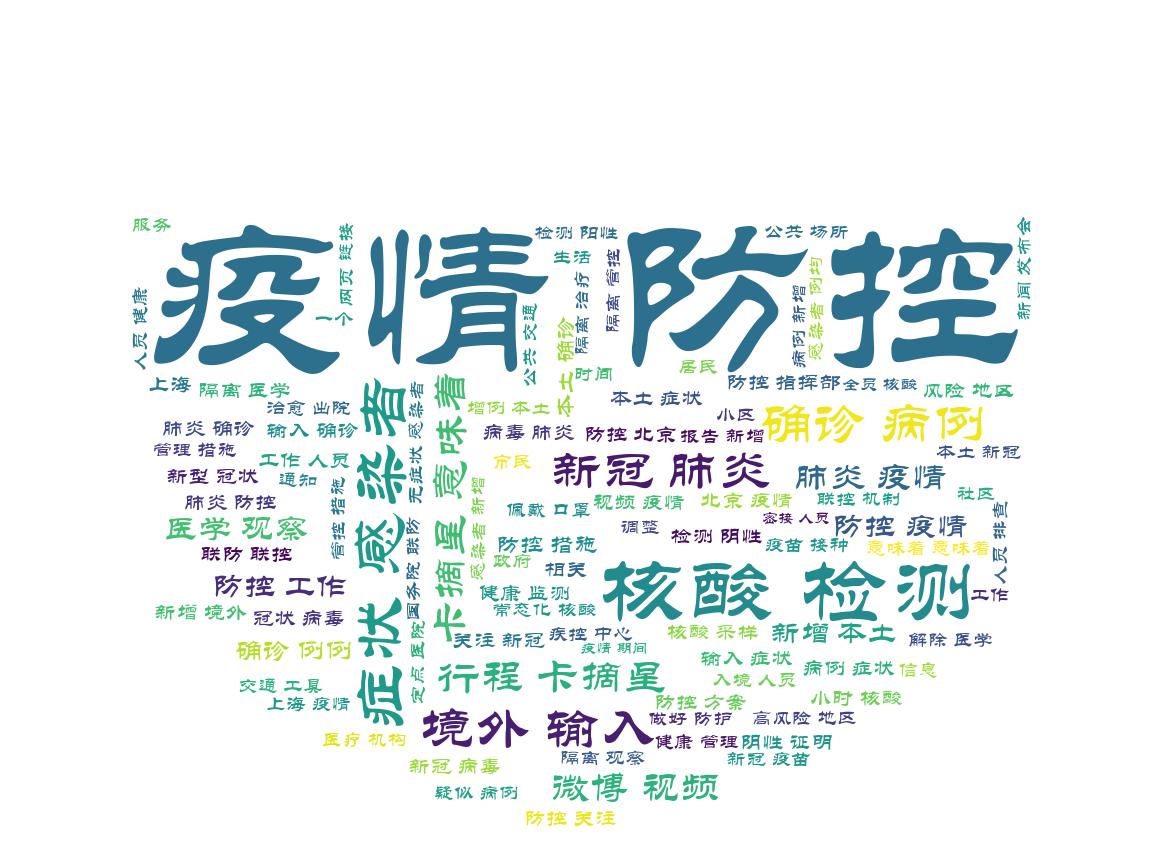 服务
疫情 防控
检测 阳性
公共 场所
新闻 发布会
网页 链接
一个
人员 健康
生活
隔离 治疗
隔离 管控
公共 交通
本土 确诊
病例 新增
感染者 例均
时间
居民
上海
隔离 医学
症状 感染者
无症状 感染者
卡摘星 意味着
防控 指挥部
全员 核酸
风险 地区
治愈 出院
增例 本土
本土 症状
小区
确诊 病例
肺炎 确诊
输入 确诊
病毒 肺炎
防控 北京
报告 新增
本土 新冠
管理 措施
工作 人员
市民
新冠 肺炎
肺炎 疫情
新型 冠状
通知
管控 措施
感染者 新增
视频 疫情
北京 疫情
联控 机制
社区
肺炎 防控
佩戴 口罩
密接 人员
人员 排查
医学 观察
国务院 联防
调整
检测 阴性
防控 疫情
联防 联控
防控 措施
疫苗 接种
意味着 意味着
政府
相关
防控 工作
健康 监测
核酸 检测
工作
新增 境外
冠状 病毒
常态化 核酸
定点 医院
关注 新冠
疾控 中心
核酸 采样
新增 本土
解除 医学
确诊 例例
疫情 期间
输入 症状
病例 症状
信息
行程 卡摘星
入境 人员
交通 工具
上海 疫情
防控 方案
小时 核酸
境外 输入
做好 防护
高风险 地区
医疗 机构
健康 管理
阴性 证明
隔离 观察
新冠 疫苗
新冠 病毒
疑似 病例
微博 视频
防控 关注